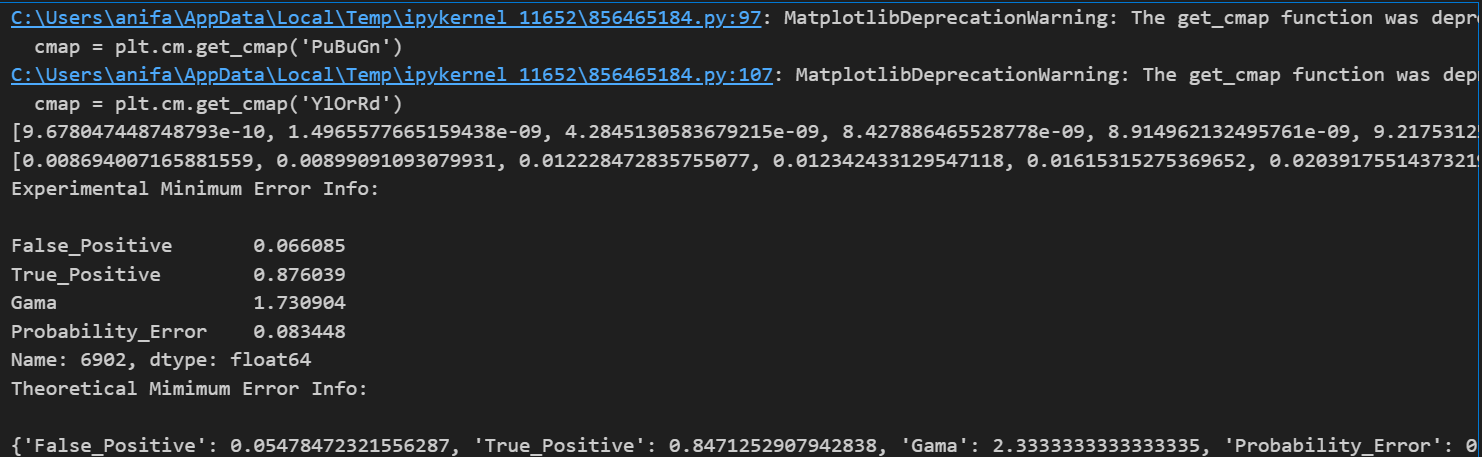 C:\Users\anifa\AppData\Local\Temp\ipykernel_11652\856465184.py:97: MatplotlibDeprecationWarning: The get_cmap function was depr
  cmap = plt.cm.get_cmap('PuBuGn')
C:\Users\anifa\AppData\Local\Temp\ipykernel_11652\856465184.py:107: MatplotlibDeprecationWarning: The get_cmap function was dep
  cmap = plt.cm.get_cmap('YlOrRd')
[9.678047448748793e-10, 1.4965577665159438e-09, 4.2845130583679215e-09, 8.427886465528778e-09, 8.914962132495761e-09, 9.2175312
[0.008694007165881559, 0.00899091093079931, 0.012228472835755077, 0.012342433129547118, 0.01615315275369652, 0.0203917551437321
Experimental Minimum Error Info:

False_Positive       0.066085
True_Positive        0.876039
Gama                 1.730904
Probability_Error    0.083448
Name: 6902, dtype: float64
Theoretical Mimimum Error Info:

{'False_Positive': 0.05478472321556287, 'True_Positive': 0.8471252907942838, 'Gama': 2.3333333333333335, 'Probability_Error': 0